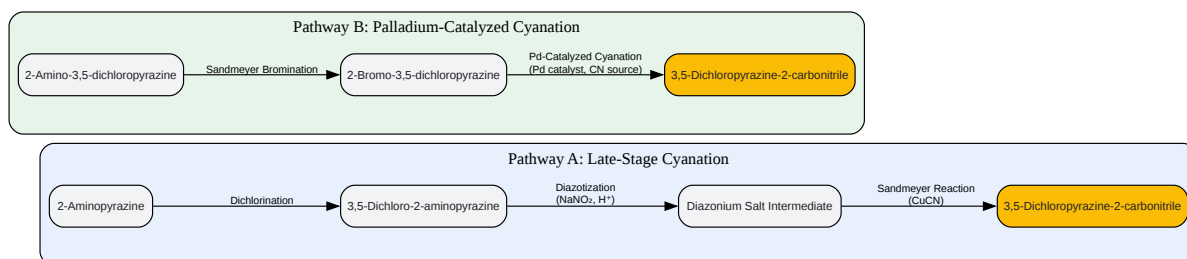 Pathway B: Palladium-Catalyzed Cyanation
2-Amino-3,5-dichloropyrazine
Sandmeyer Bromination
2-Bromo-3,5-dichloropyrazine
Pd-Catalyzed Cyanation
(Pd catalyst, CN source)
3,5-Dichloropyrazine-2-carbonitrile
Pathway A: Late-Stage Cyanation
2-Aminopyrazine
Dichlorination
3,5-Dichloro-2-aminopyrazine
Diazotization
(NaNO₂, H⁺)
Diazonium Salt Intermediate
Sandmeyer Reaction
(CuCN)
3,5-Dichloropyrazine-2-carbonitrile